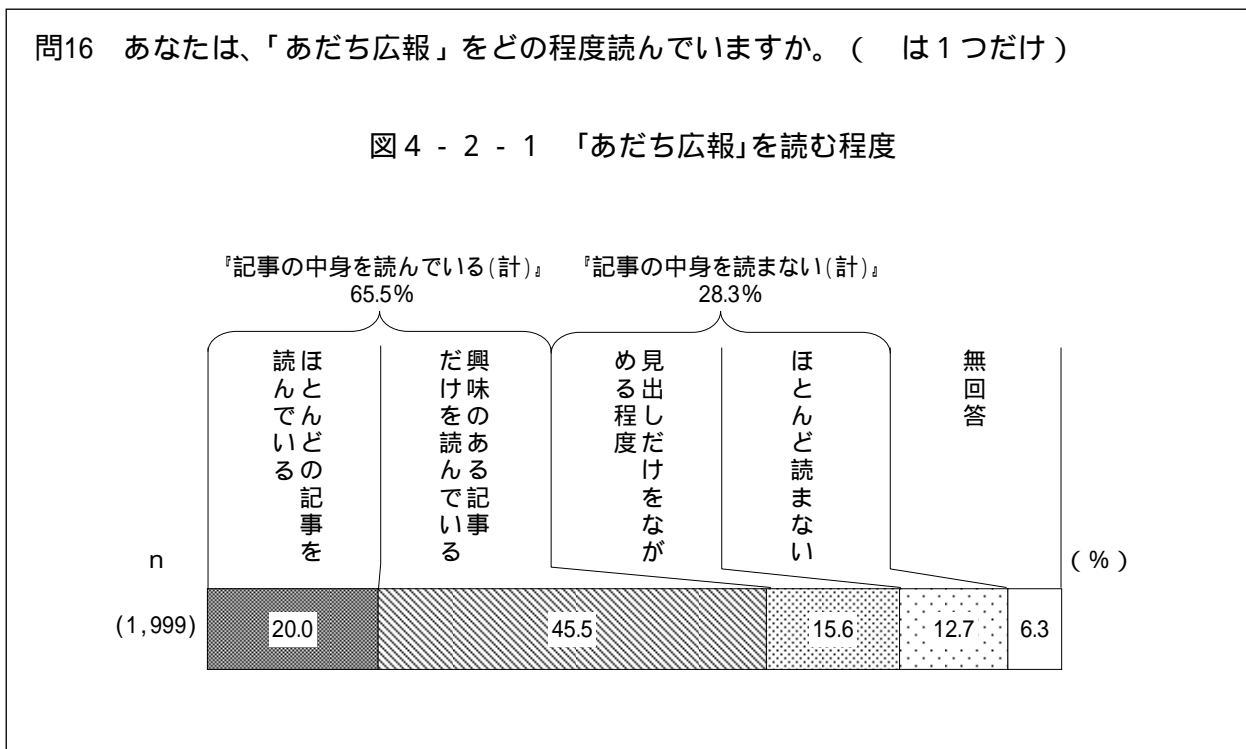 問16　あなたは、「あだち広報」をどの程度読んでいますか。（　は１つだけ）
図４-２-１　「あだち広報」を読む程度
『記事の中身を読んでいる(計)』　『記事の中身を読まない(計)』
65.5%　28.3%
ほとんどの記事を
読んでいる
興味のある記事
だけを読んでいる
見出しだけをなが
める程度
ほとんど読まない
無回答
n　(％)
(1,999)　20.0　45.5　15.6　12.7　6.3